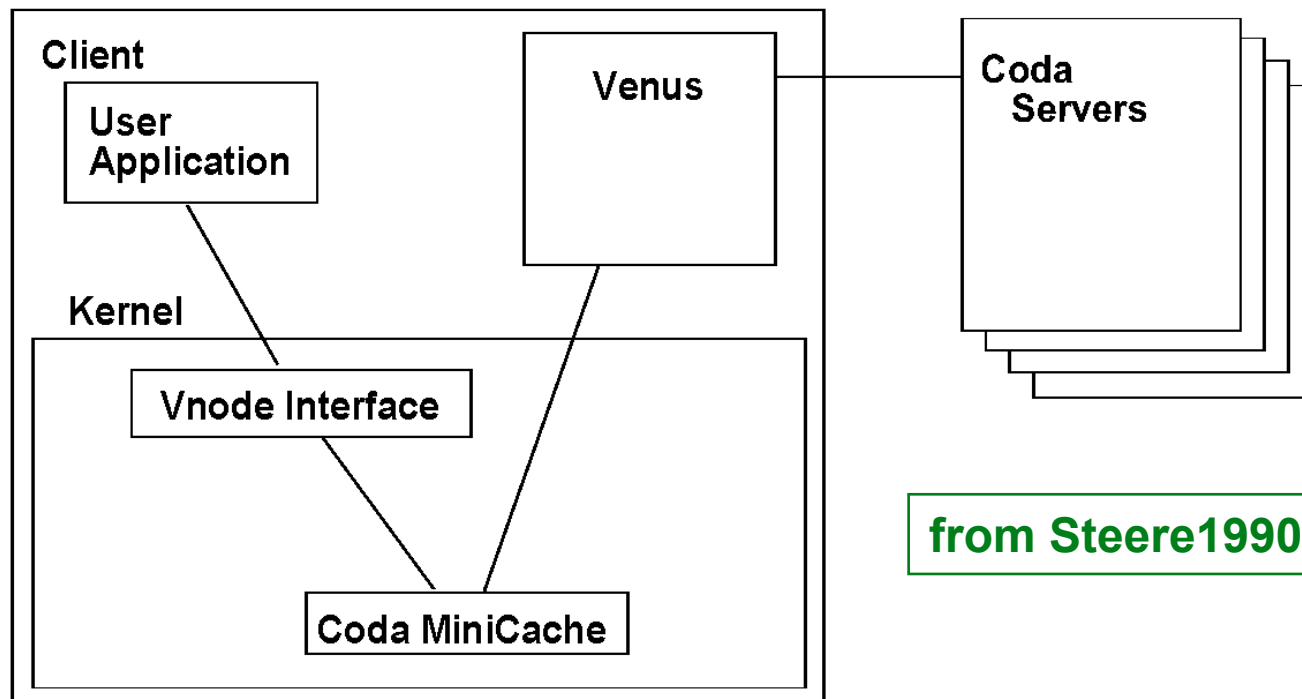 Client
User
Application
Venus
Coda
Servers
Kernel
Vnode Interface
Coda MiniCache
from Steere1990